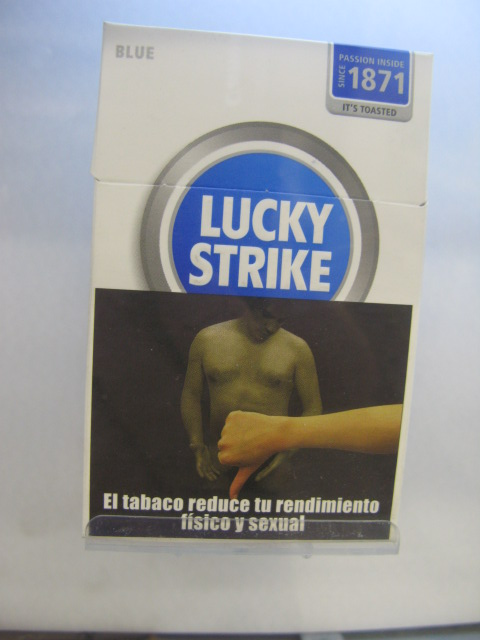 BLUE
PASSION INSIDE
SINCE 1871
IT'S TOASTED
LUCKY
STRIKE
El tabaco reduce tu rendimiento
físico y sexual